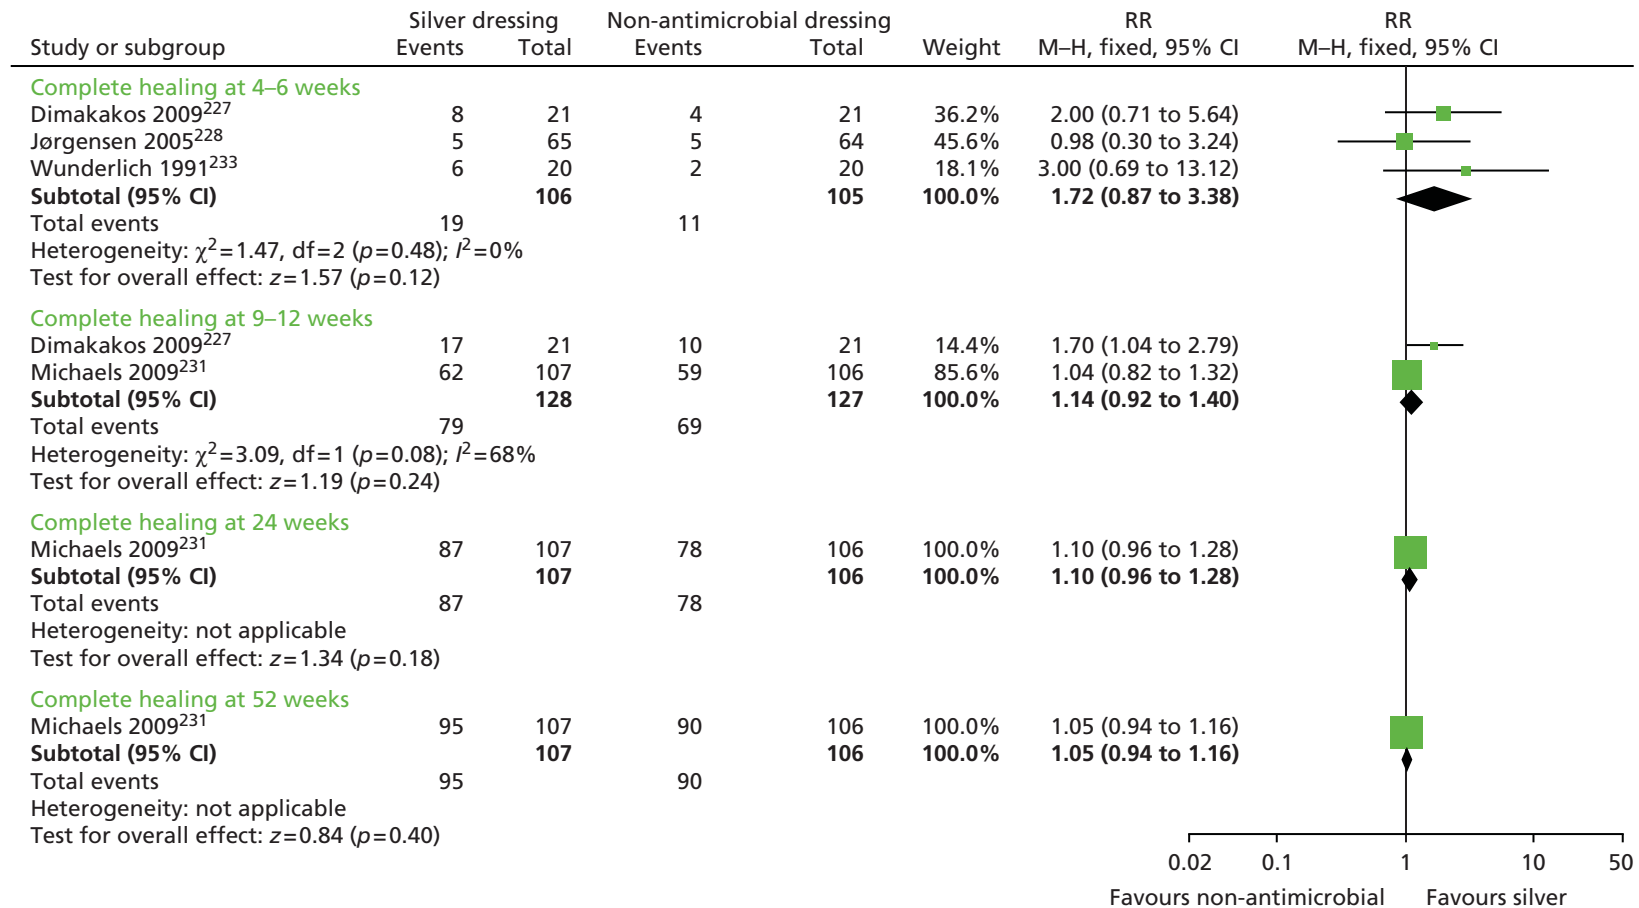 Silver dressing Non-antimicrobial dressing RR RR
Study or subgroup Events Total Events Total Weight M–H, fixed, 95% CI M–H, fixed, 95% CI
Complete healing at 4–6 weeks
Dimakakos 2009²²⁷ 8 21 4 21 36.2% 2.00 (0.71 to 5.64)
Jørgensen 2005²²⁸ 5 65 5 64 45.6% 0.98 (0.30 to 3.24)
Wunderlich 1991²³³ 6 20 2 20 18.1% 3.00 (0.69 to 13.12)
Subtotal (95% CI) 106 105 100.0% 1.72 (0.87 to 3.38)
Total events 19 11
Heterogeneity: χ²=1.47, df=2 (p=0.48); I²=0%
Test for overall effect: z=1.57 (p=0.12)
Complete healing at 9–12 weeks
Dimakakos 2009²²⁷ 17 21 10 21 14.4% 1.70 (1.04 to 2.79)
Michaels 2009²³¹ 62 107 59 106 85.6% 1.04 (0.82 to 1.32)
Subtotal (95% CI) 128 127 100.0% 1.14 (0.92 to 1.40)
Total events 79 69
Heterogeneity: χ²=3.09, df=1 (p=0.08); I²=68%
Test for overall effect: z=1.19 (p=0.24)
Complete healing at 24 weeks
Michaels 2009²³¹ 87 107 78 106 100.0% 1.10 (0.96 to 1.28)
Subtotal (95% CI) 107 106 100.0% 1.10 (0.96 to 1.28)
Total events 87 78
Heterogeneity: not applicable
Test for overall effect: z=1.34 (p=0.18)
Complete healing at 52 weeks
Michaels 2009²³¹ 95 107 90 106 100.0% 1.05 (0.94 to 1.16)
Subtotal (95% CI) 107 106 100.0% 1.05 (0.94 to 1.16)
Total events 95 90
Heterogeneity: not applicable
Test for overall effect: z=0.84 (p=0.40)
0.02 0.1 1 10 50
Favours non-antimicrobial Favours silver